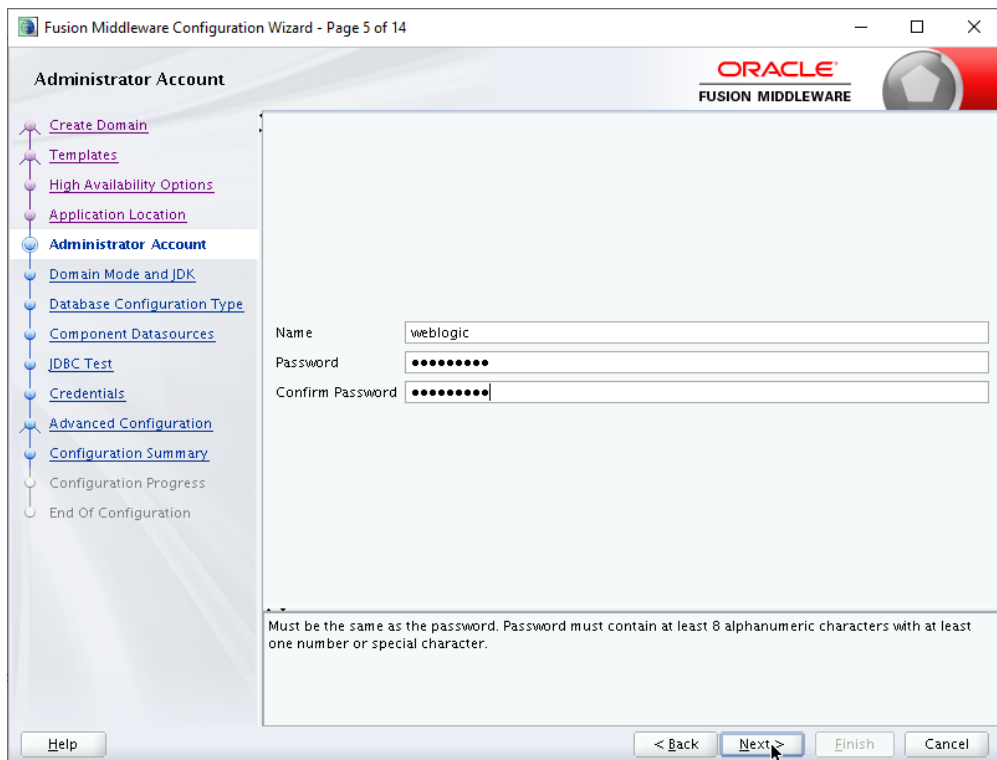 Fusion Middleware Configuration Wizard - Page 5 of 14
Administrator Account
ORACLE
FUSION MIDDLEWARE
Create Domain
Templates
High Availability Options
Application Location
Administrator Account
Domain Mode and JDK
Database Configuration Type
Component Datasources
JDBC Test
Credentials
Advanced Configuration
Configuration Summary
Configuration Progress
End Of Configuration
Name weblogic
Password •••••••••
Confirm Password •••••••••
Must be the same as the password. Password must contain at least 8 alphanumeric characters with at least
one number or special character.
Help < Back Next > Finish Cancel